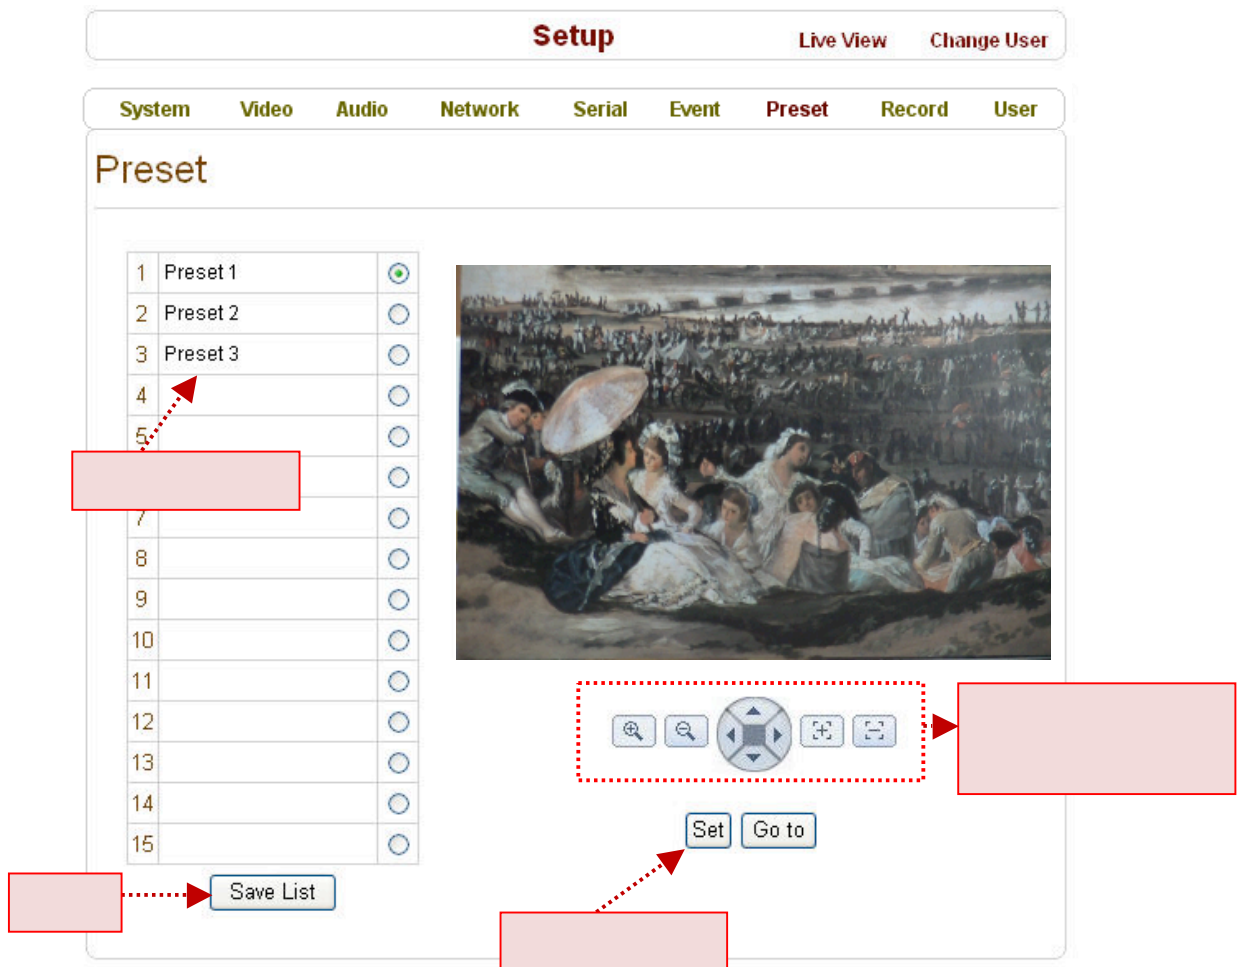 Setup Live View Change User
System Video Audio Network Serial Event Preset Record User
Preset
1 Preset 1
2 Preset 2
3 Preset 3
4
5
7
8
9
10
11
12
13
14
15
Set Go to
Save List